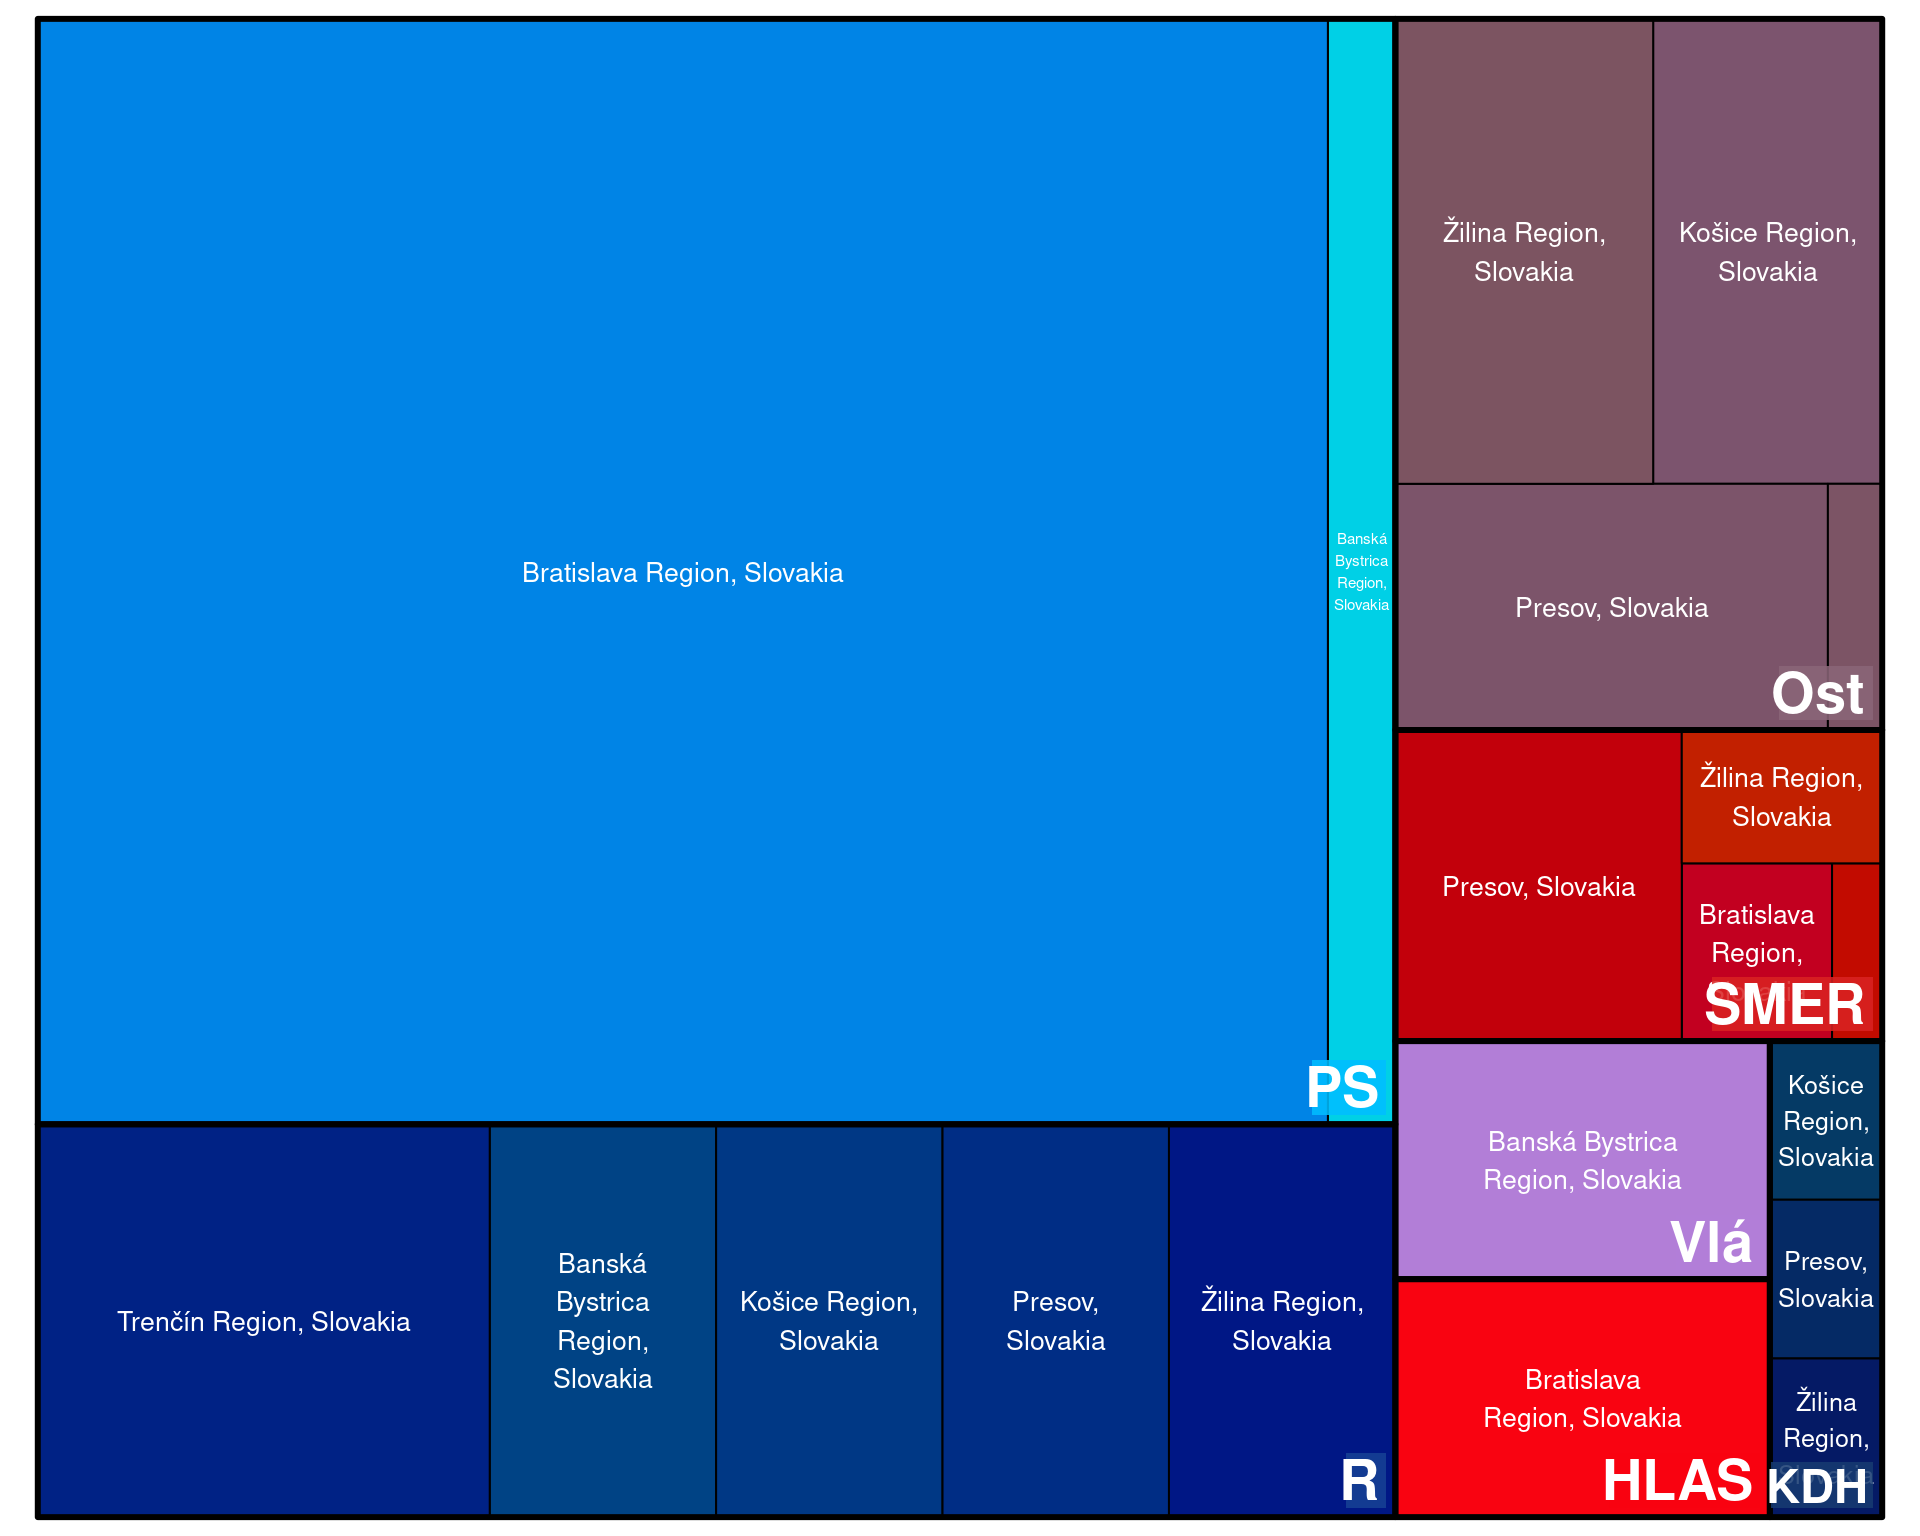 Bratislava Region, Slovakia
Banská
Bystrica
Region,
Slovakia
PS
Žilina Region,
Slovakia
Košice Region,
Slovakia
Presov, Slovakia
Ost
Presov, Slovakia
Žilina Region,
Slovakia
Bratislava
Region,
SMER
Trenčín Region, Slovakia
Banská
Bystrica
Region,
Slovakia
Košice Region,
Slovakia
Presov,
Slovakia
Žilina Region,
Slovakia
R
Banská Bystrica
Region, Slovakia
Vlá
Bratislava
Region, Slovakia
HLAS
Košice
Region,
Slovakia
Presov,
Slovakia
Žilina
Region,
KDH